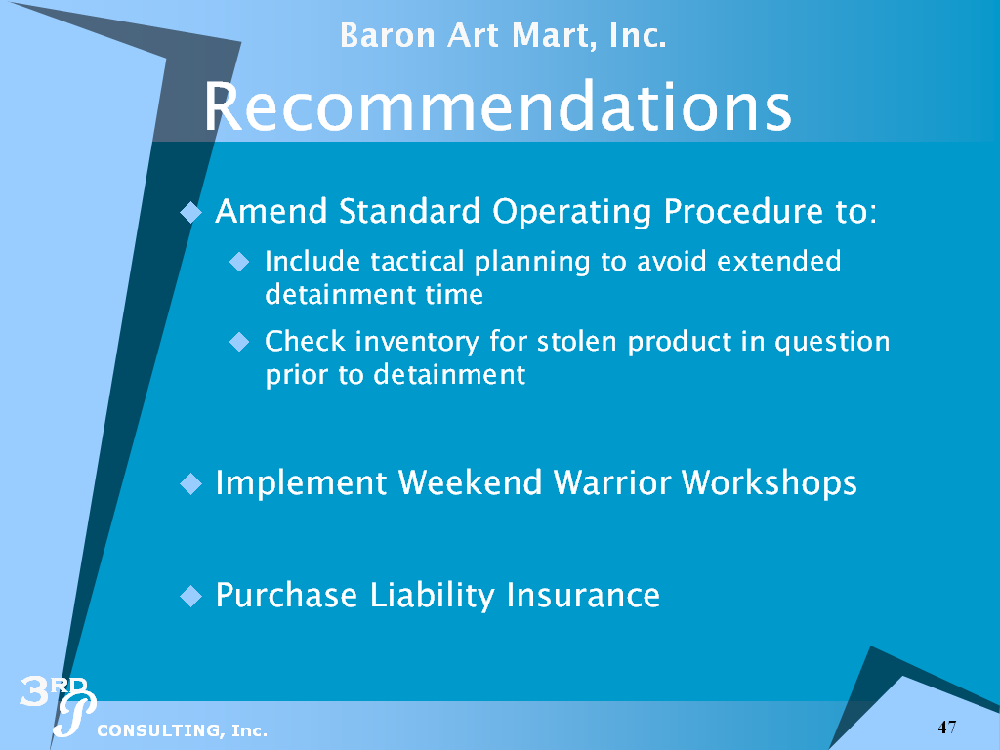 Baron Art Mart, Inc.
Recommendations
Amend Standard Operating Procedure to:
Include tactical planning to avoid extended
detainment time
Check inventory for stolen product in question
prior to detainment
Implement Weekend Warrior Workshops
Purchase Liability Insurance
3RD
P CONSULTING, Inc.
47